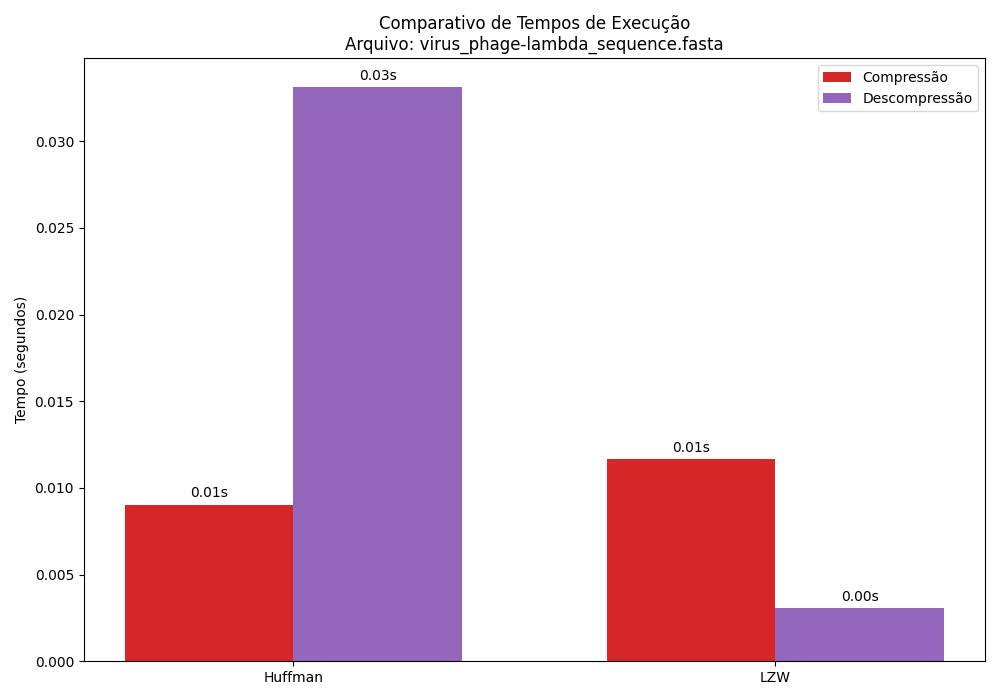 Comparativo de Tempos de Execução
Arquivo: virus_phage-lambda_sequence.fasta
Compressão
Descompressão
Tempo (segundos)
0.030
0.025
0.020
0.015
0.010
0.005
0.000
0.01s
0.03s
0.01s
0.00s
Huffman
LZW